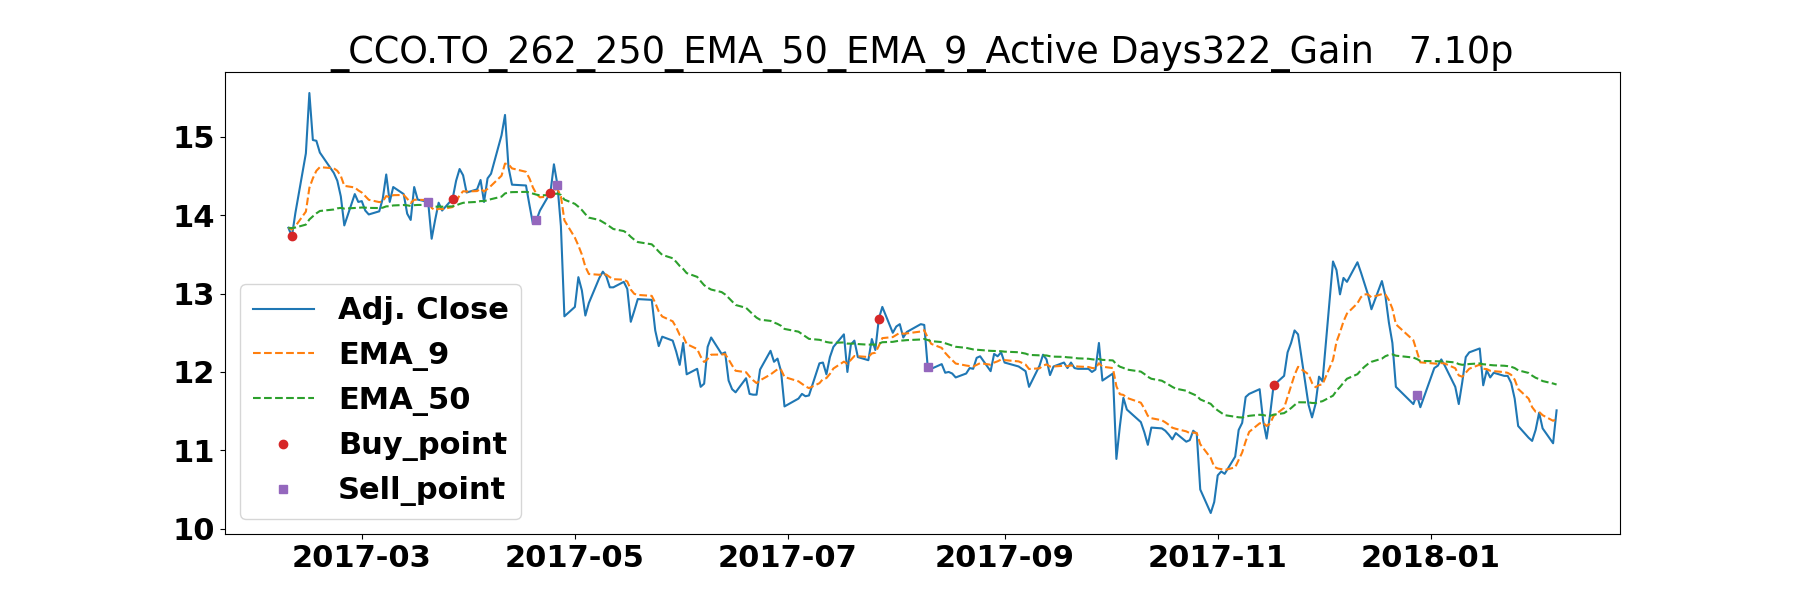 _CCO.TO_262_250_EMA_50_EMA_9_Active Days322_Gain   7.10p
15
14
13
12
11
10
Adj. Close
EMA_9
EMA_50
Buy_point
Sell_point
2017-03 2017-05 2017-07 2017-09 2017-11 2018-01